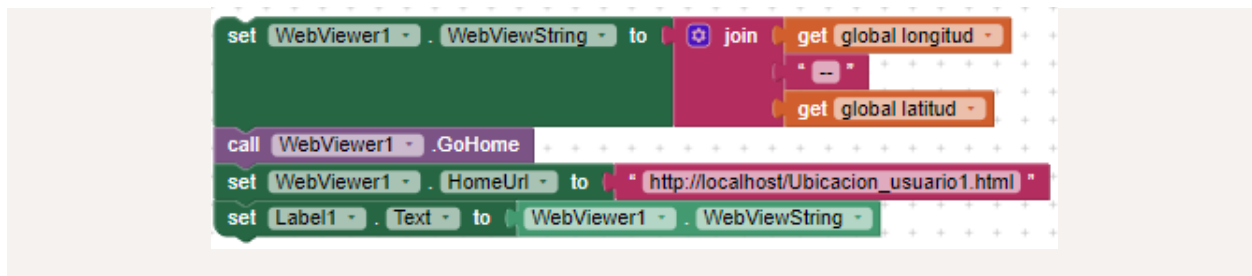 set WebViewer1 . WebViewString to join get global longitud
" -- "
get global latitud
call WebViewer1 .GoHome
set WebViewer1 . HomeUrl to " http://localhost/Ubicacion_usuario1.html "
set Label1 . Text to WebViewer1 . WebViewString